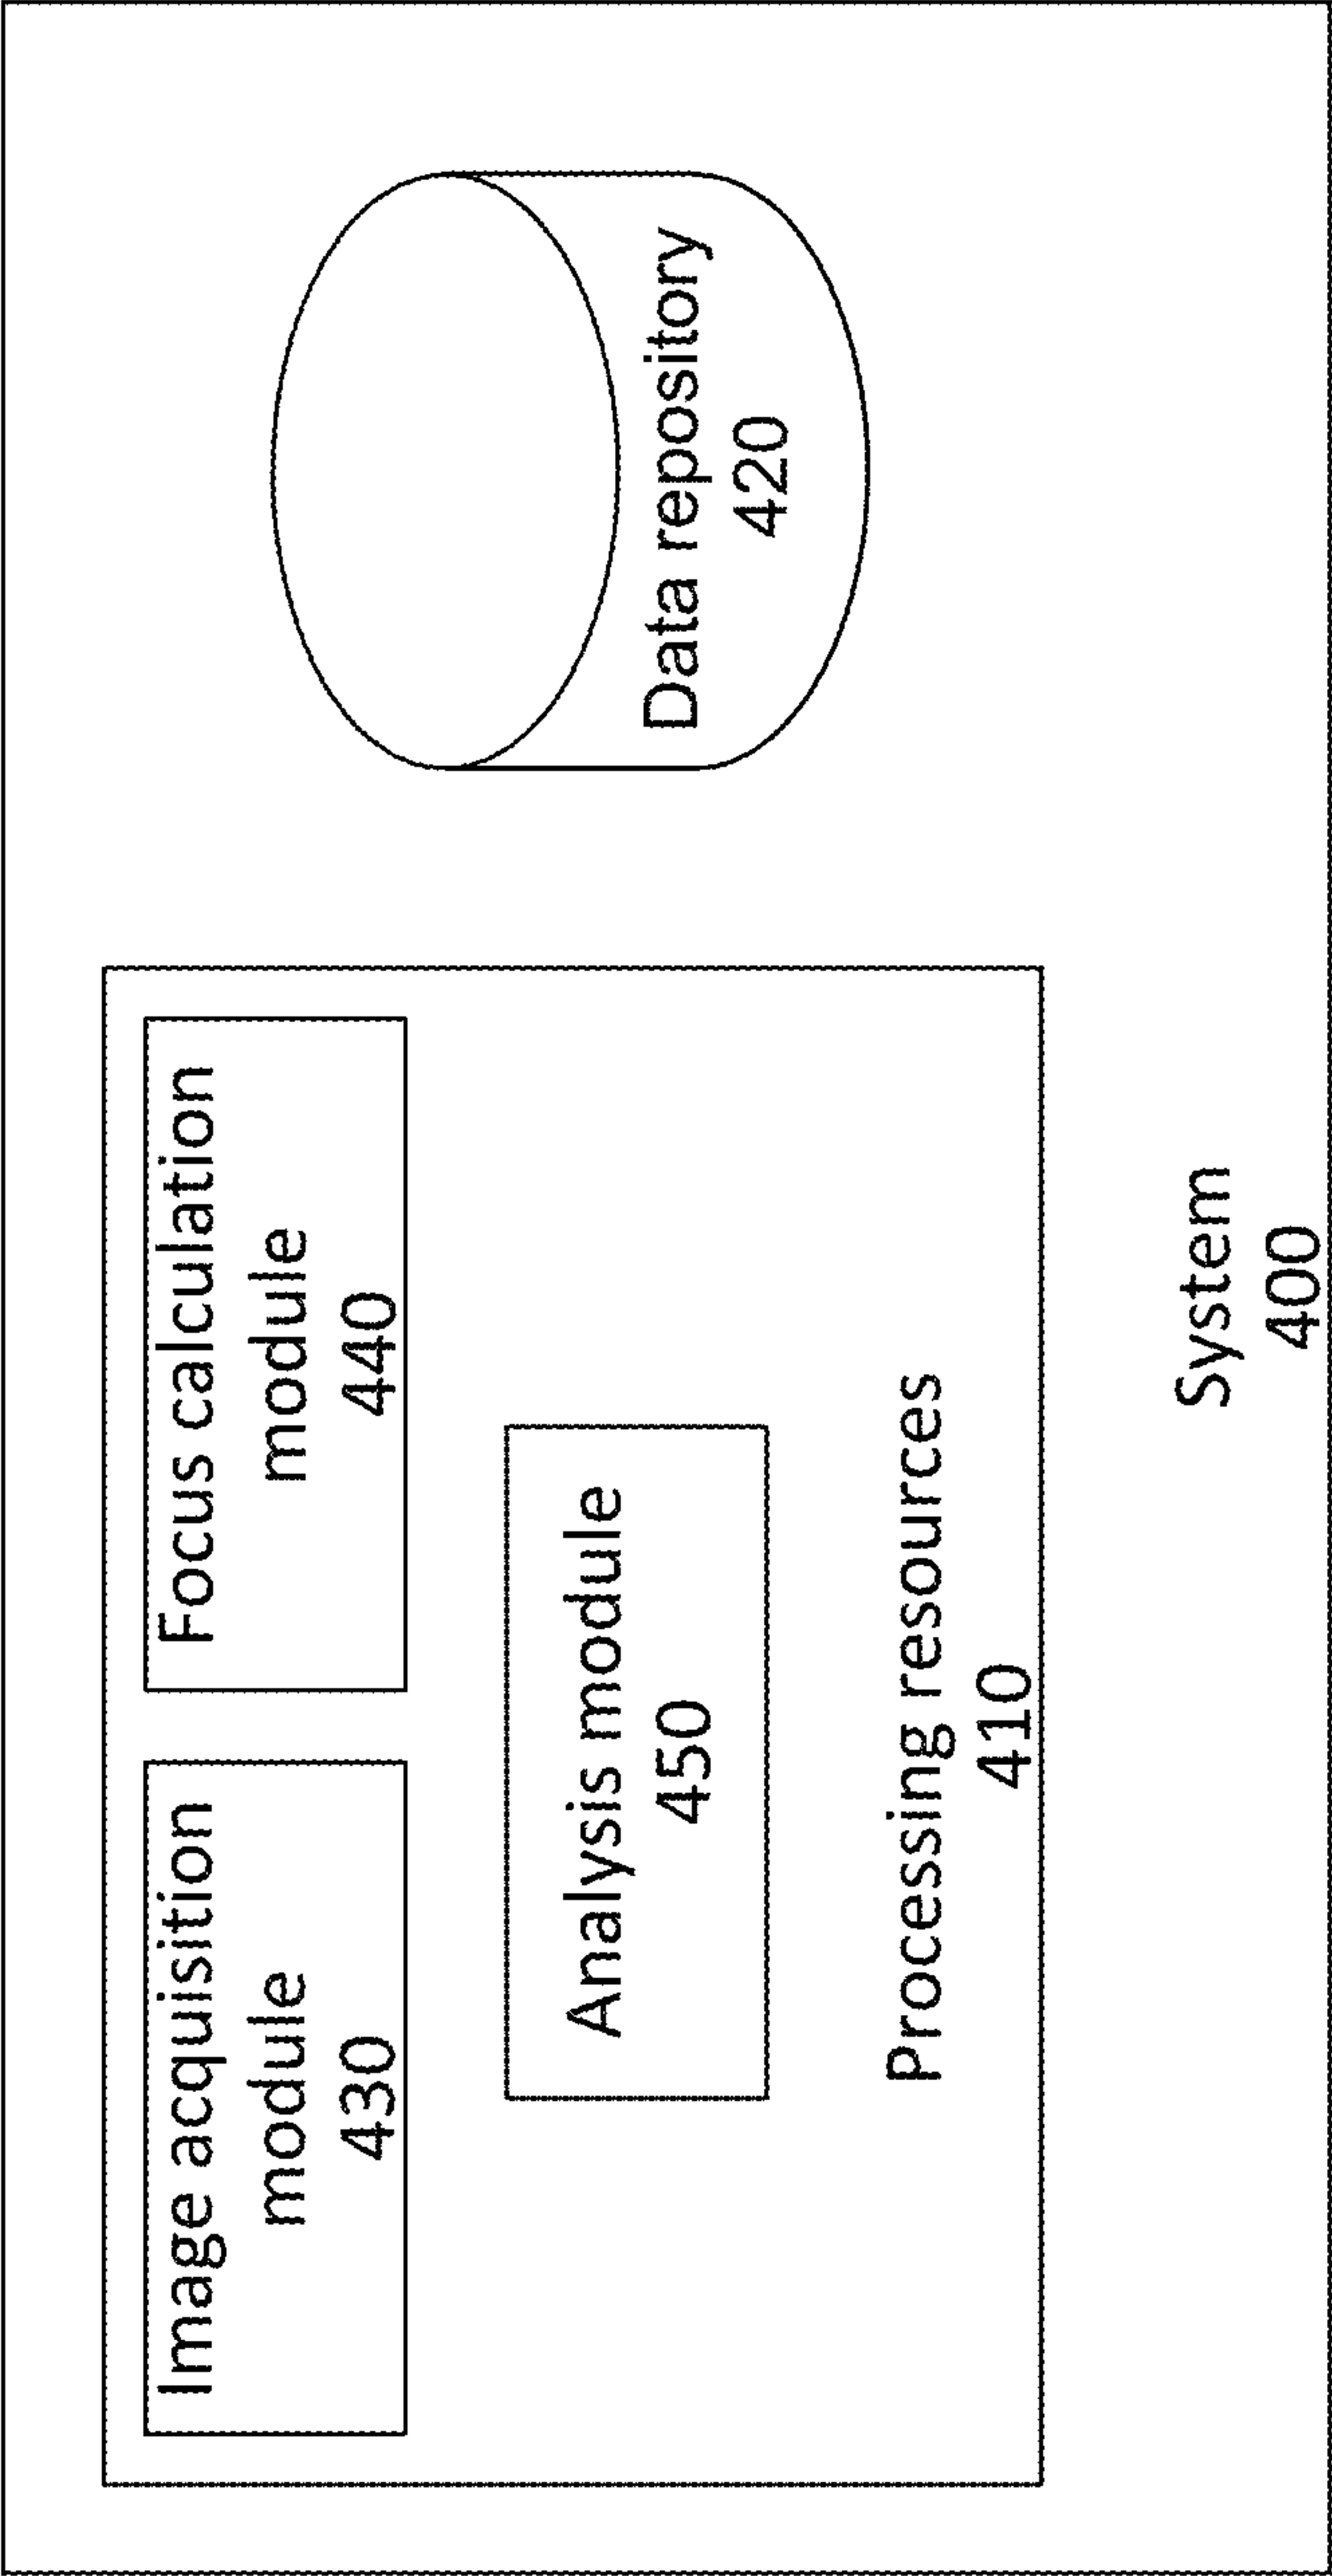 Image acquisition
module
430
Focus calculation
module
440
Analysis module
450
Processing resources
410
Data repository
420
System
400